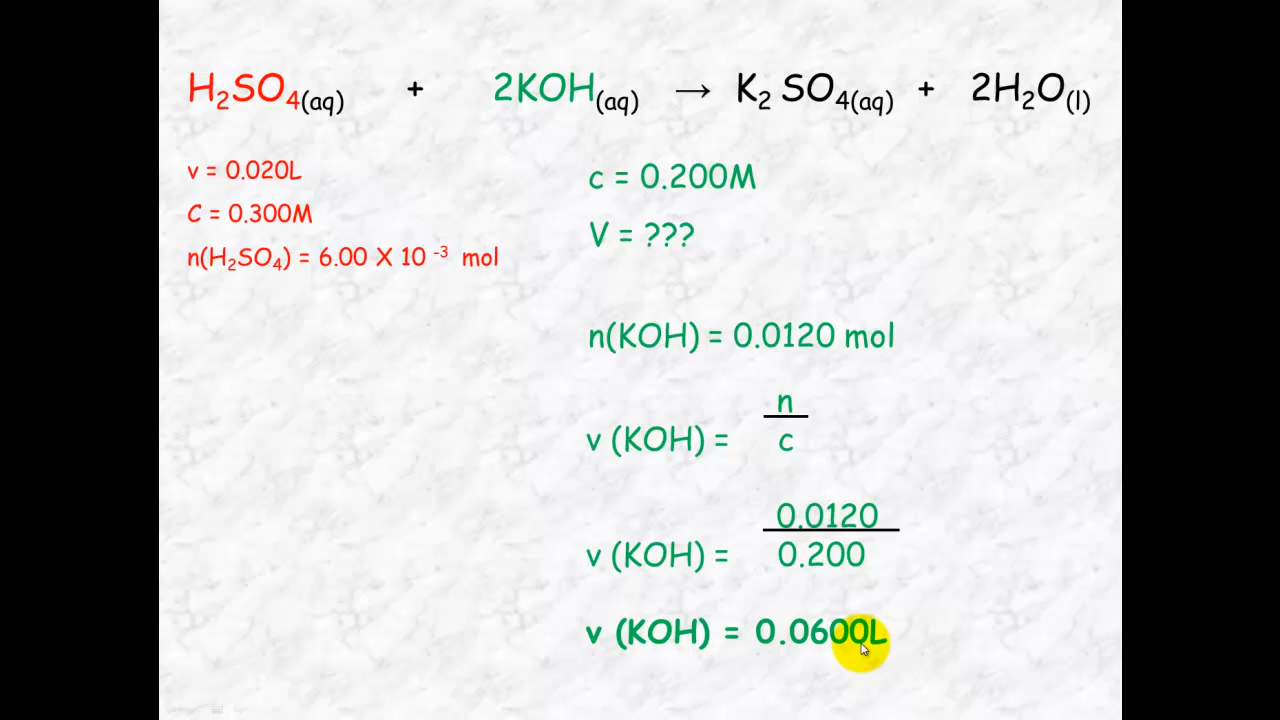 H₂SO₄(aq) + 2KOH(aq) → K₂ SO₄(aq) + 2H₂O(l)
v = 0.020L
C = 0.300M
n(H₂SO₄) = 6.00 X 10 ⁻³ mol
c = 0.200M
V = ???
n(KOH) = 0.0120 mol
n
v (KOH) =
c
0.0120
v (KOH) =
0.200
v (KOH) = 0.0600L